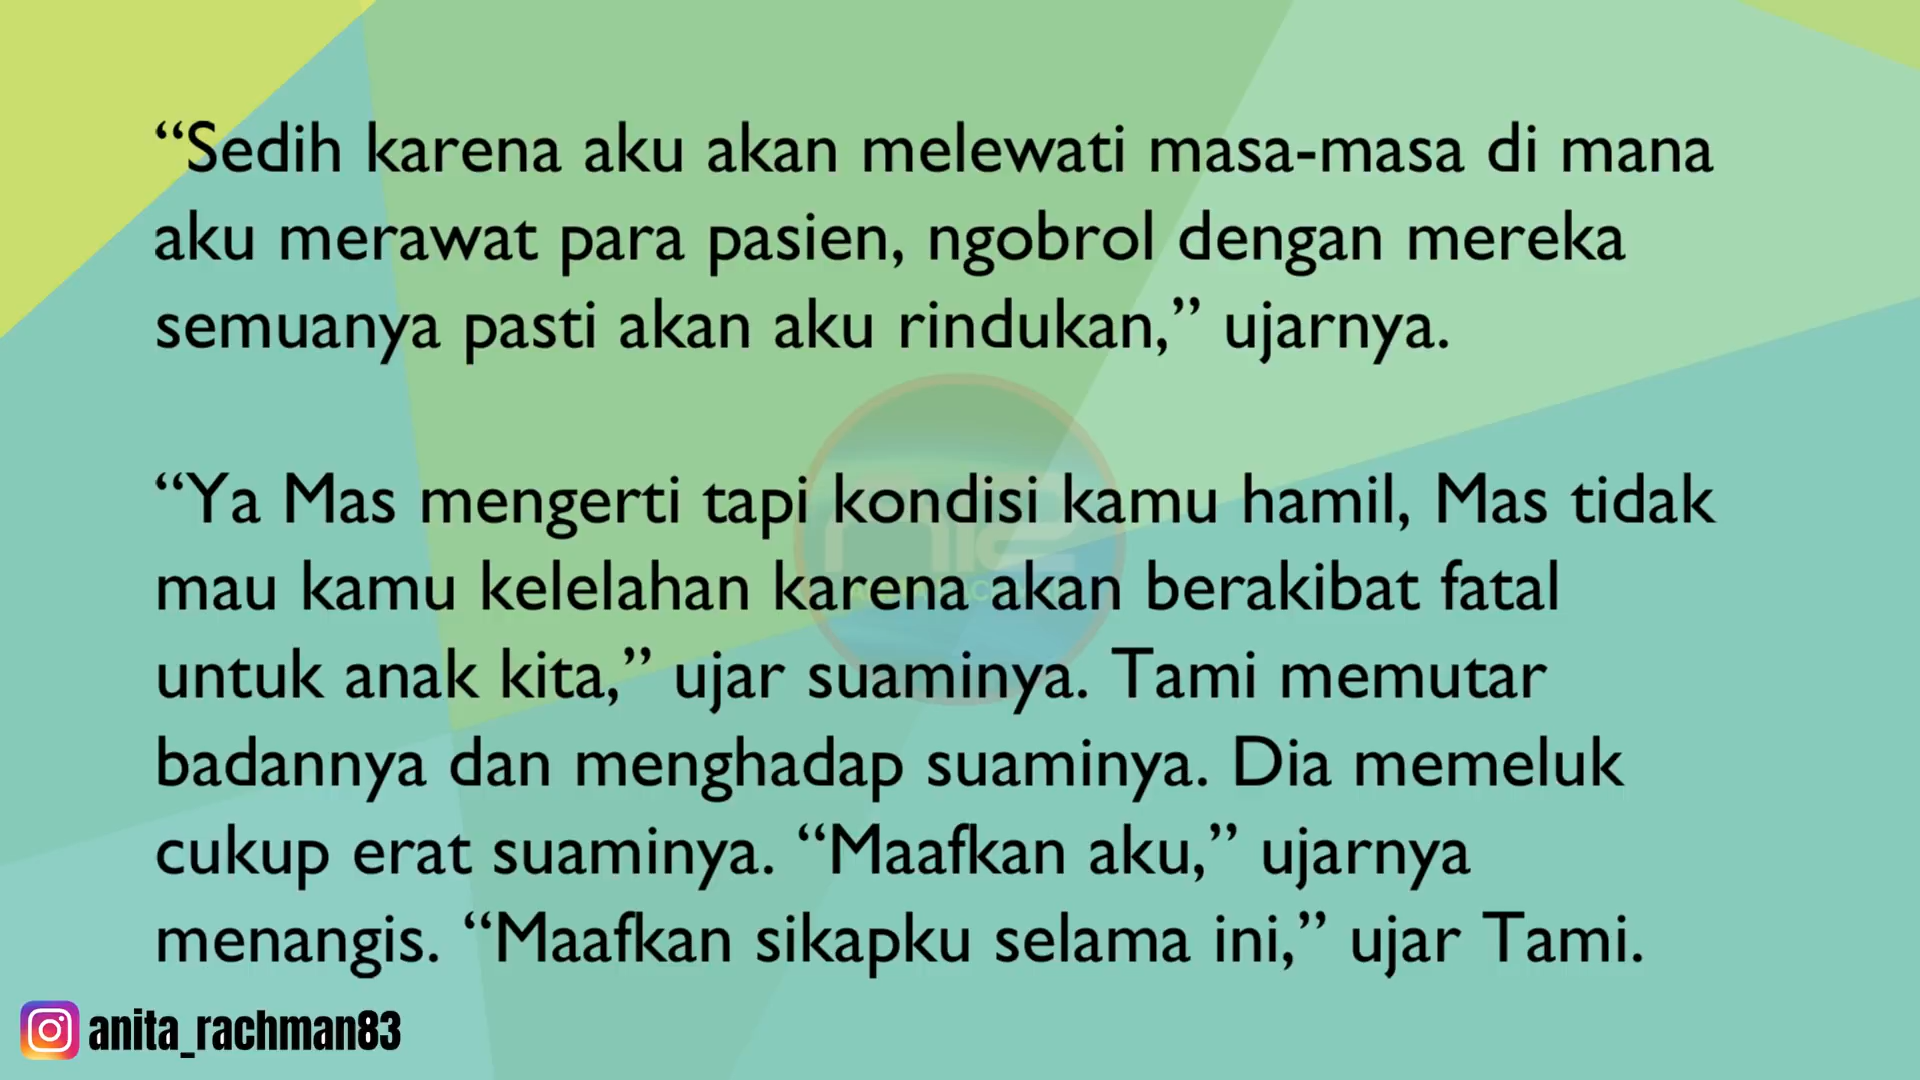 “Sedih karena aku akan melewati masa-masa di mana
aku merawat para pasien, ngobrol dengan mereka
semuanya pasti akan aku rindukan,” ujarnya.
“Ya Mas mengerti tapi kondisi kamu hamil, Mas tidak
mau kamu kelelahan karena akan berakibat fatal
untuk anak kita,” ujar suaminya. Tami memutar
badannya dan menghadap suaminya. Dia memeluk
cukup erat suaminya. “Maafkan aku,” ujarnya
menangis. “Maafkan sikapku selama ini,” ujar Tami.
anita_rachman83